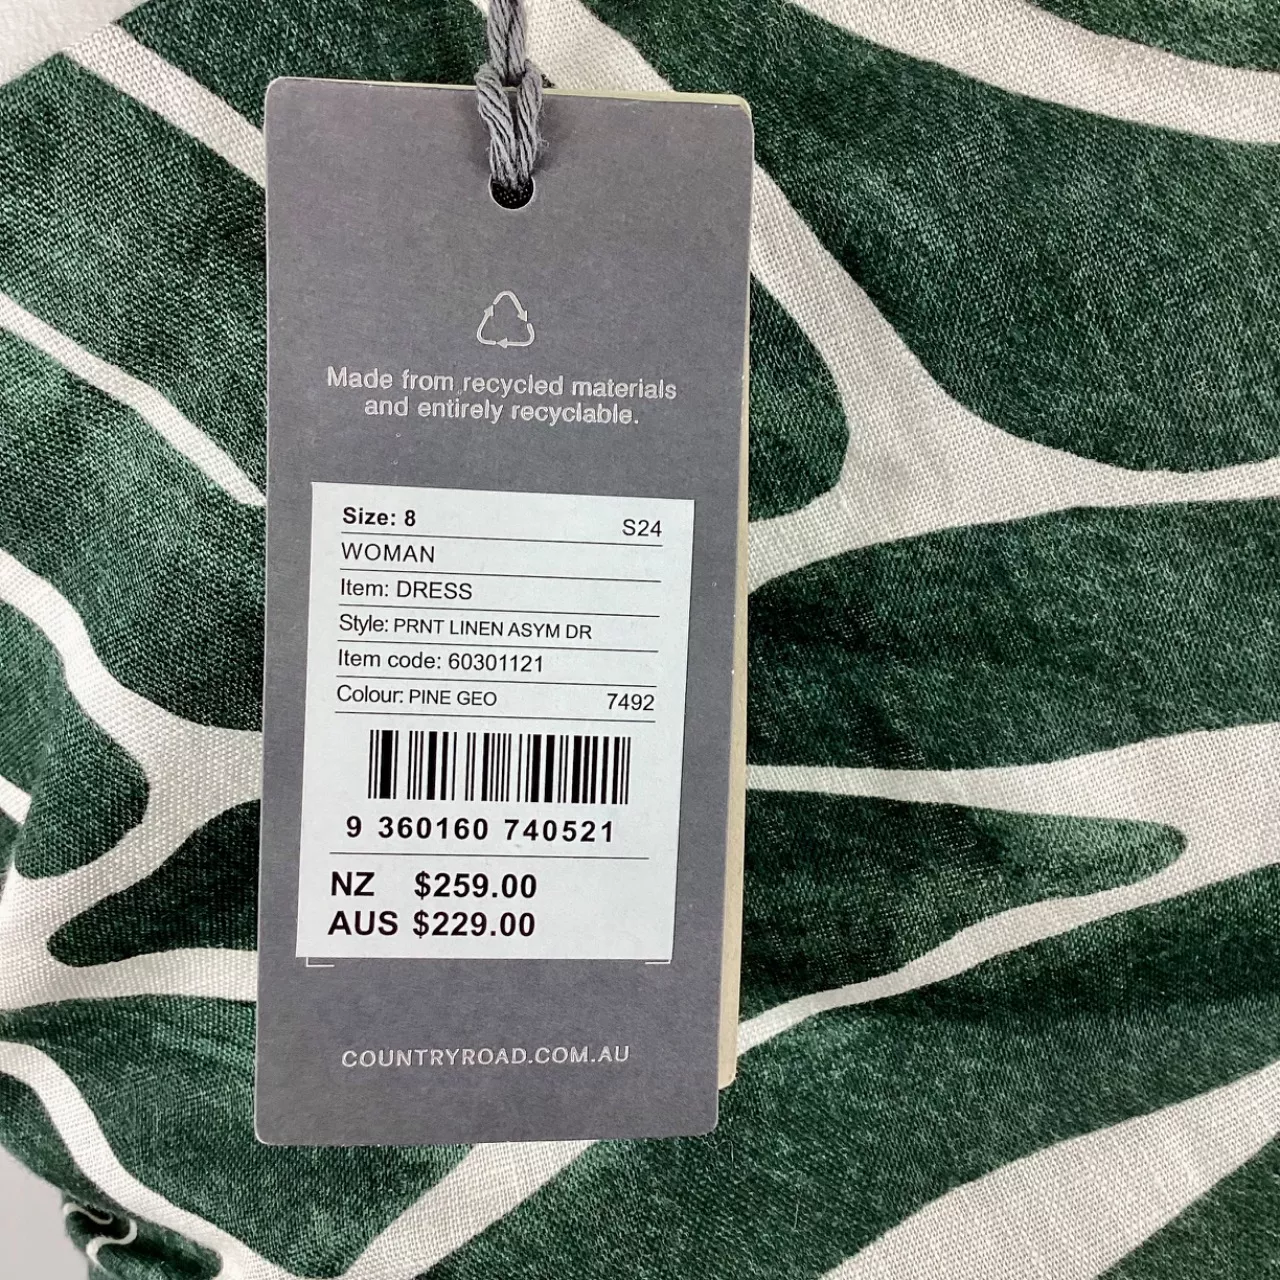 Made from recycled materials
and entirely recyclable.
Size: 8 S24
WOMAN
Item: DRESS
Style: PRNT LINEN ASYM DR
Item code: 60301121
Colour: PINE GEO 7492
9 360160 740521
NZ $259.00
AUS $229.00
COUNTRYROAD.COM.AU